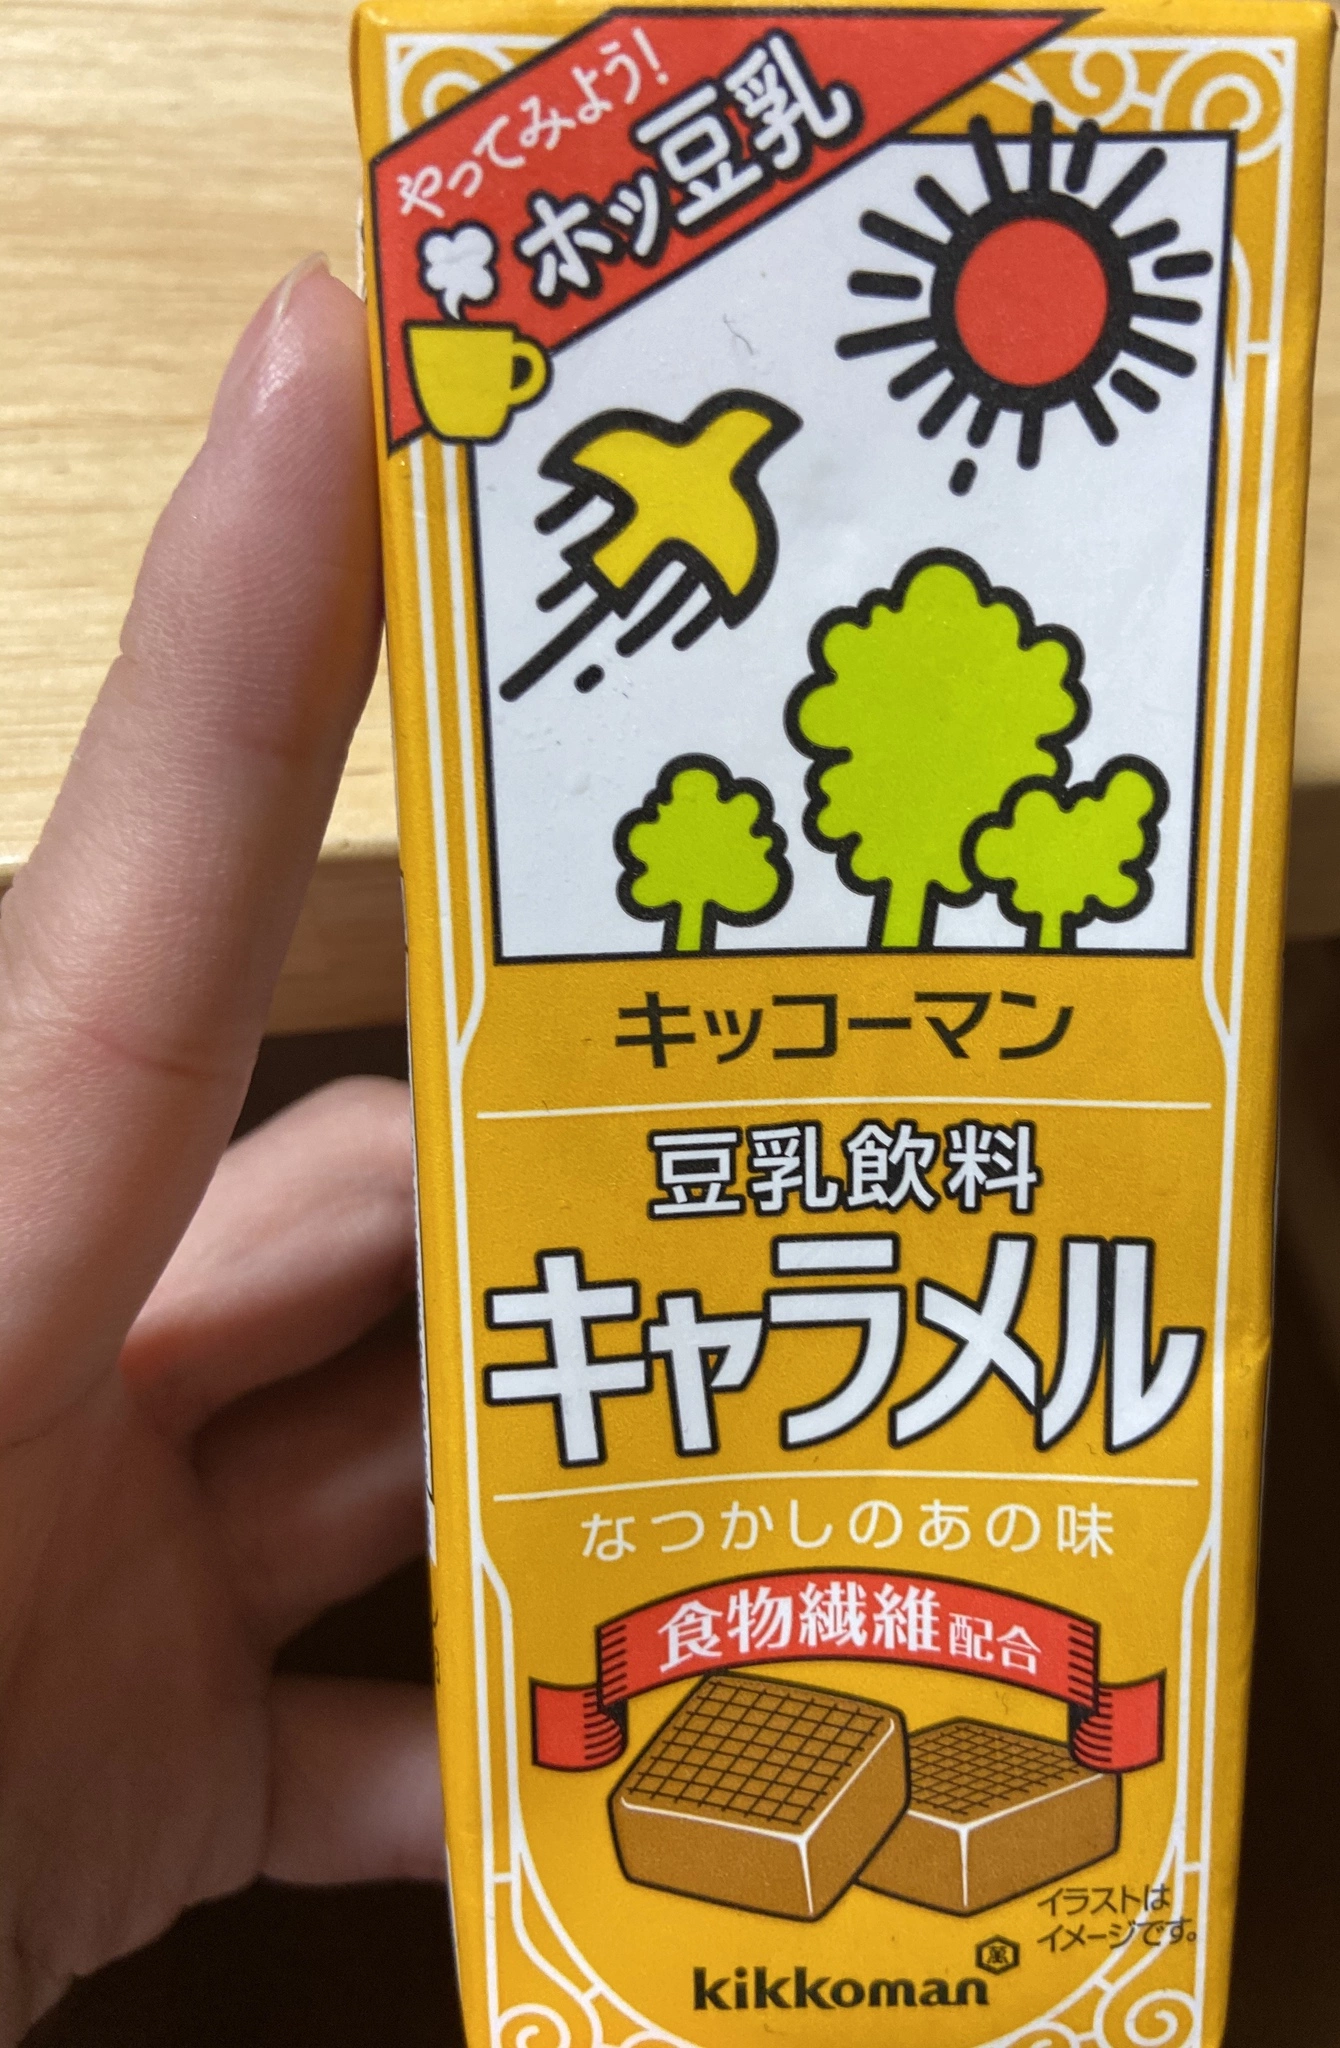 やってみよう!
ホッ豆乳
キッコーマン
豆乳飲料
キャラメル
なつかしのあの味
食物繊維配合
イラストは
イメージです。
萬
kikkoman